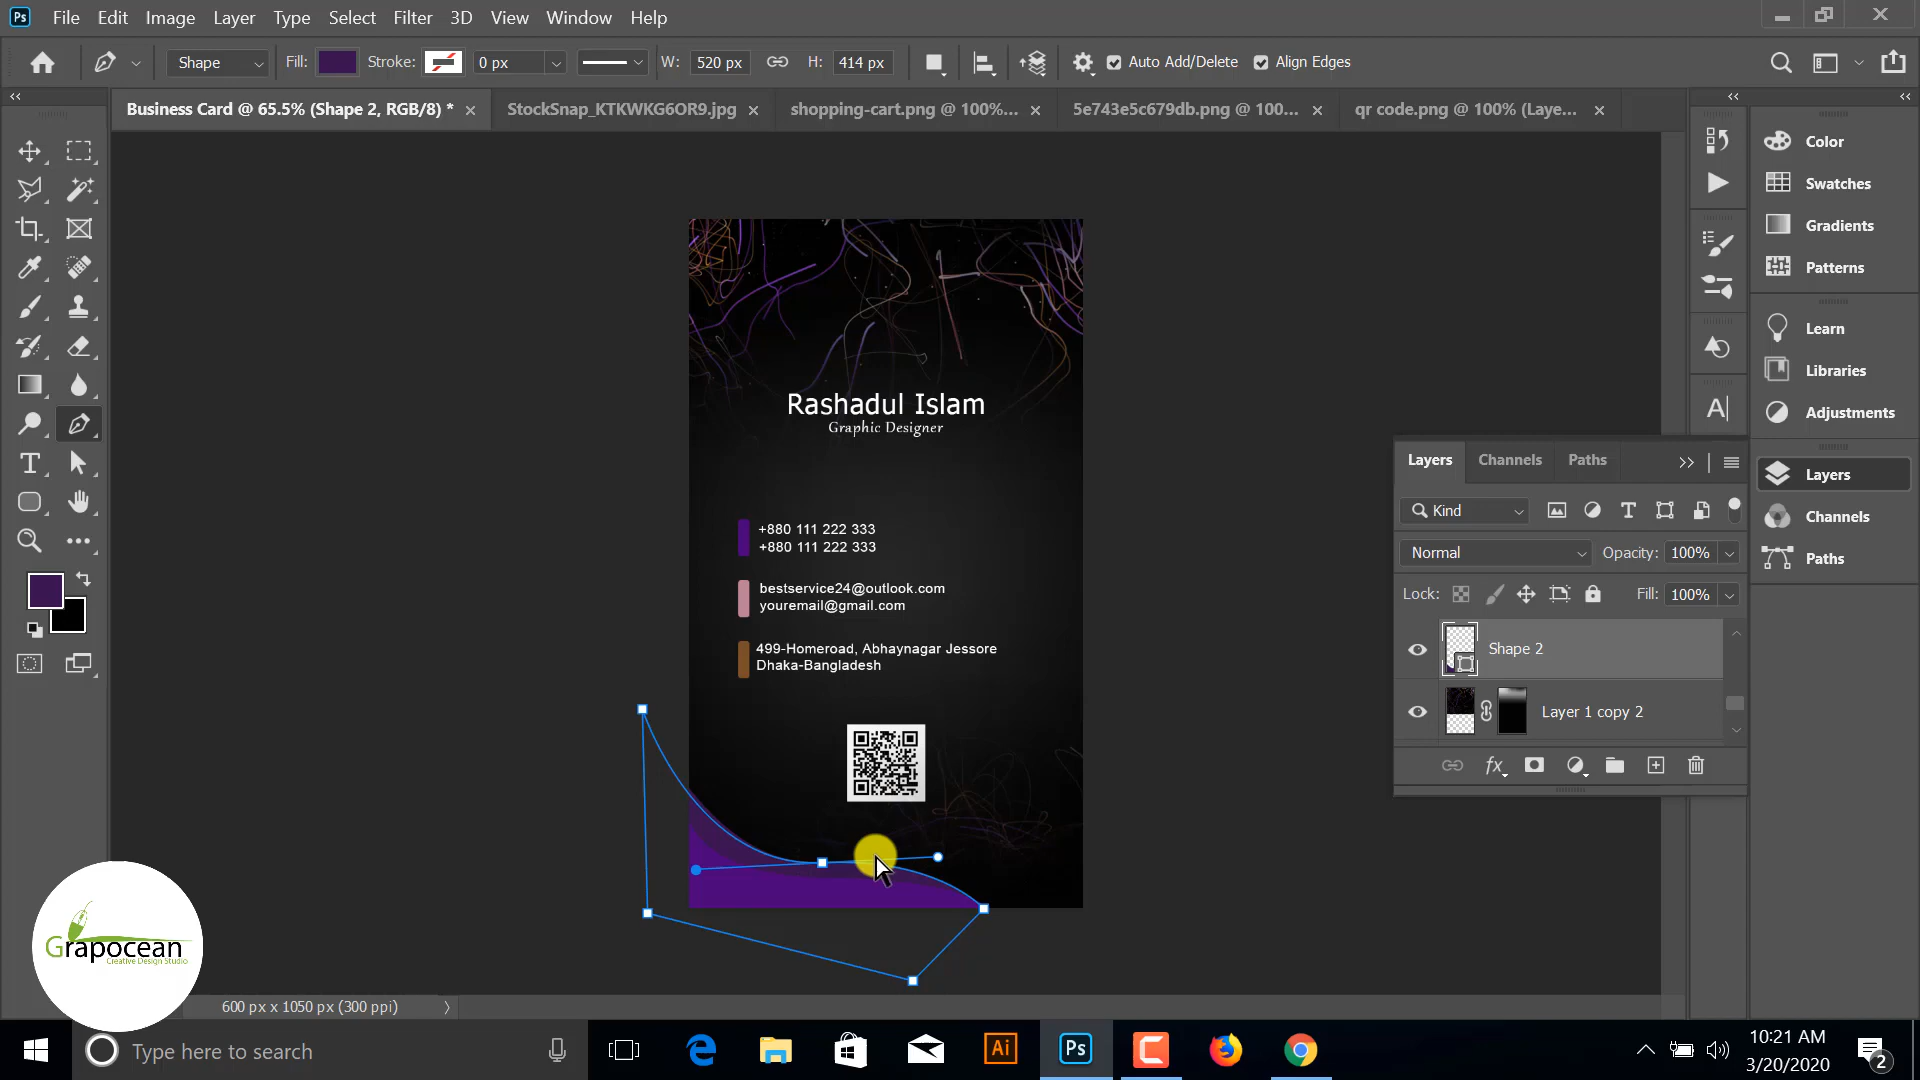 Ps File Edit Image Layer Type Select Filter 3D View Window Help
Shape Fill: Stroke: 0 px W: 520 px H: 414 px Auto Add/Delete Align Edges
Business Card @ 65.5% (Shape 2, RGB/8) * StockSnap_KTKWKG6OR9.jpg shopping-cart.png @ 100%... 5e743e5c679db.png @ 100... qr code.png @ 100% (Laye...
Color
Swatches
Gradients
Patterns
Learn
Libraries
Adjustments
Layers
Channels
Paths
Rashadul Islam
Graphic Designer
+880 111 222 333
+880 111 222 333
bestservice24@outlook.com
youremail@gmail.com
499-Homeroad, Abhaynagar Jessore
Dhaka-Bangladesh
Layers Channels Paths
Kind
Normal Opacity: 100%
Lock: Fill: 100%
Shape 2
Layer 1 copy 2
fx
Grapocean
Creative Design Studio
600 px x 1050 px (300 ppi)
Type here to search
Ai Ps
10:21 AM
3/20/2020
2